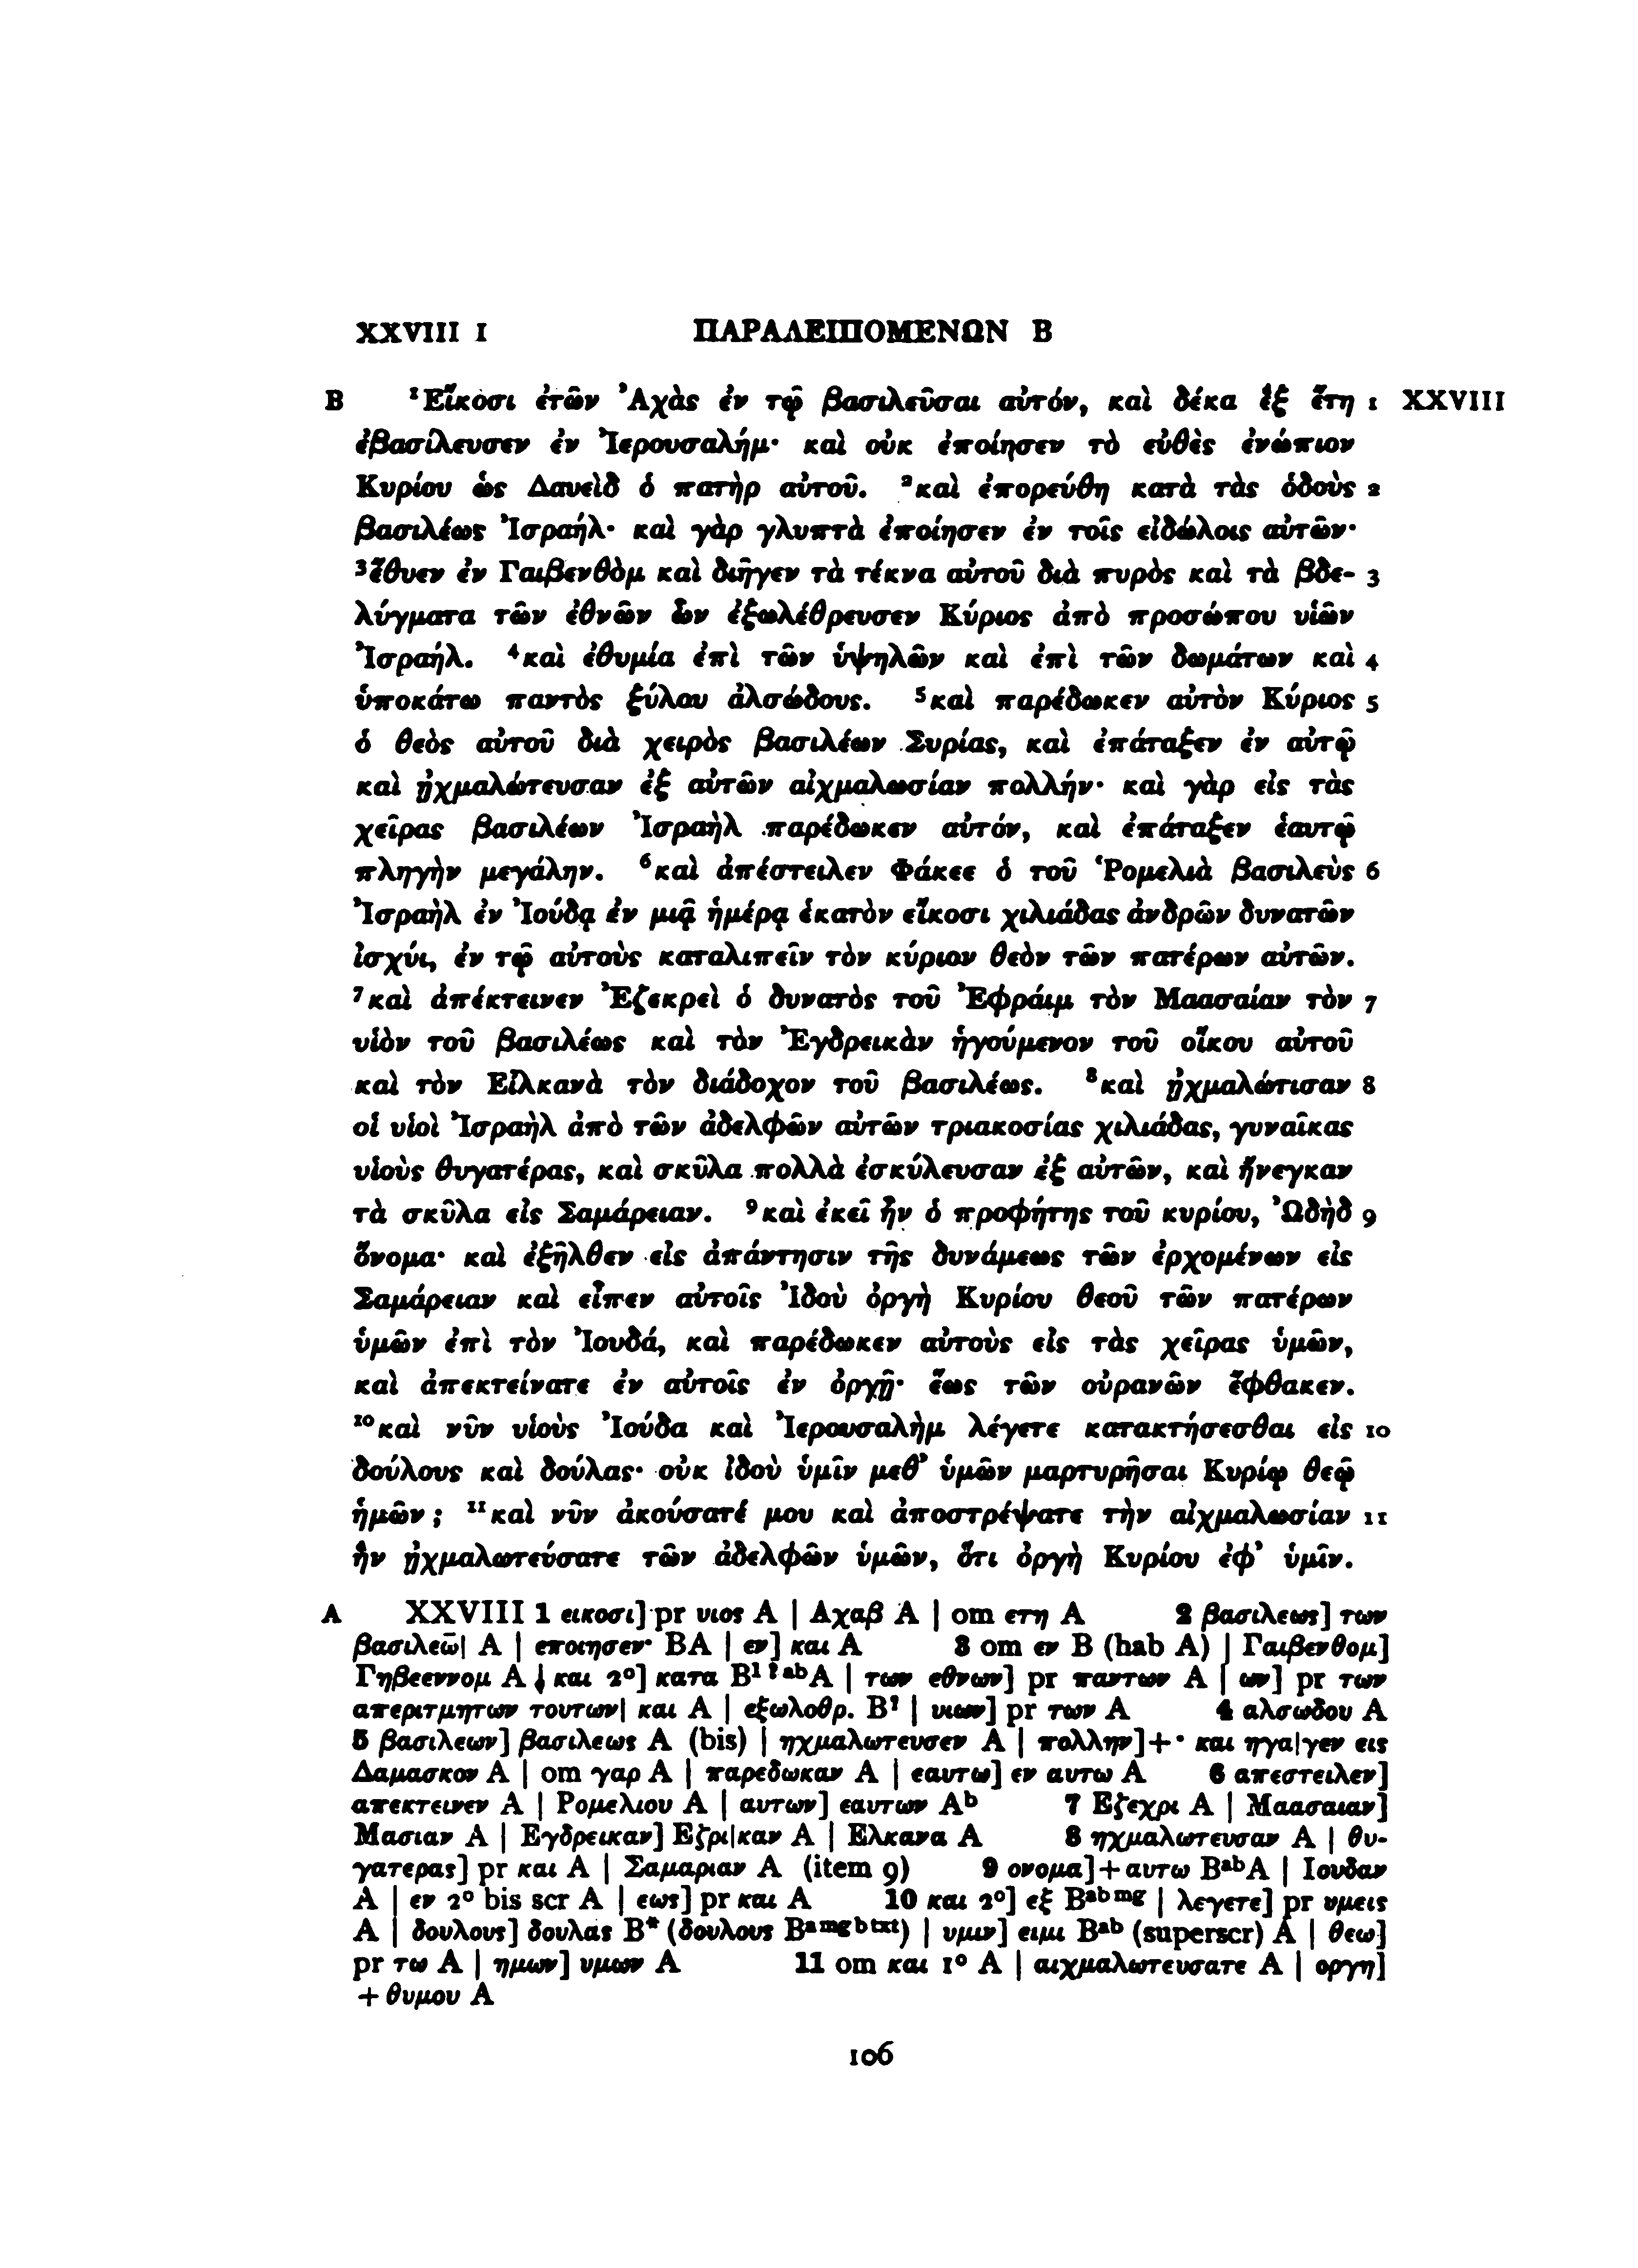 XXVIII 1 ΠΑΡΑΛΕΙΠΟΜΕΝΩΝ Β
B ¹Εἴκοσι ἐτῶν Ἀχὰς ἐν τῷ βασιλεῦσαι αὐτόν, καὶ δέκα ἓξ ἔτη 1 XXVIII
ἐβασίλευσεν ἐν Ἰερουσαλήμ· καὶ οὐκ ἐποίησεν τὸ εὐθὲς ἐνώπιον
Κυρίου ὡς Δαυεὶδ ὁ πατὴρ αὐτοῦ. ²καὶ ἐπορεύθη κατὰ τὰς ὁδοὺς 2
βασιλέως Ἰσραήλ· καὶ γὰρ γλυπτὰ ἐποίησεν ἐν τοῖς εἰδώλοις αὐτῶν·
³ἔθυεν ἐν Γαιβενθὸμ καὶ διῆγεν τὰ τέκνα αὐτοῦ διὰ πυρὸς καὶ τὰ βδε- 3
λύγματα τῶν ἐθνῶν ὧν ἐξωλέθρευσεν Κύριος ἀπὸ προσώπου υἱῶν
Ἰσραήλ. ⁴καὶ ἐθυμία ἐπὶ τῶν ὑψηλῶν καὶ ἐπὶ τῶν δωμάτων καὶ 4
ὑποκάτω παντὸς ξύλου ἀλσώδους. ⁵καὶ παρέδωκεν αὐτὸν Κύριος 5
ὁ θεὸς αὐτοῦ διὰ χειρὸς βασιλέων Συρίας, καὶ ἐπάταξεν ἐν αὐτῷ
καὶ ᾐχμαλώτευσαν ἐξ αὐτῶν αἰχμαλωσίαν πολλήν· καὶ γὰρ εἰς τὰς
χεῖρας βασιλέων Ἰσραὴλ παρέδωκεν αὐτόν, καὶ ἐπάταξεν ἑαυτῷ
πληγὴν μεγάλην. ⁶καὶ ἀπέστειλεν Φάκεε ὁ τοῦ Ῥομελιὰ βασιλεὺς 6
Ἰσραὴλ ἐν Ἰούδᾳ ἐν μιᾷ ἡμέρᾳ ἑκατὸν εἴκοσι χιλιάδας ἀνδρῶν δυνατῶν
ἰσχύι, ἐν τῷ αὐτοὺς καταλιπεῖν τὸν κύριον θεὸν τῶν πατέρων αὐτῶν.
⁷καὶ ἀπέκτεινεν Ἐζεκρεὶ ὁ δυνατὸς τοῦ Ἐφράιμ τὸν Μαασαίαν τὸν 7
υἱὸν τοῦ βασιλέως καὶ τὸν Ἐγδρεικὰν ἡγούμενον τοῦ οἴκου αὐτοῦ
καὶ τὸν Εἰλκανὰ τὸν διάδοχον τοῦ βασιλέως. ⁸καὶ ᾐχμαλώτισαν 8
οἱ υἱοὶ Ἰσραὴλ ἀπὸ τῶν ἀδελφῶν αὐτῶν τριακοσίας χιλιάδας, γυναῖκας
υἱοὺς θυγατέρας, καὶ σκῦλα πολλὰ ἐσκύλευσαν ἐξ αὐτῶν, καὶ ἤνεγκαν
τὰ σκῦλα εἰς Σαμάρειαν. ⁹καὶ ἐκεῖ ἦν ὁ προφήτης τοῦ κυρίου, Ὠδὴδ 9
ὄνομα· καὶ ἐξῆλθεν εἰς ἀπάντησιν τῆς δυνάμεως τῶν ἐρχομένων εἰς
Σαμάρειαν καὶ εἶπεν αὐτοῖς Ἰδοὺ ὀργὴ Κυρίου θεοῦ τῶν πατέρων
ὑμῶν ἐπὶ τὸν Ἰουδά, καὶ παρέδωκεν αὐτοὺς εἰς τὰς χεῖρας ὑμῶν,
καὶ ἀπεκτείνατε ἐν αὐτοῖς ἐν ὀργῇ· ἕως τῶν οὐρανῶν ἔφθακεν.
¹⁰καὶ νῦν υἱοὺς Ἰούδα καὶ Ἰερουσαλὴμ λέγετε κατακτήσεσθαι εἰς 10
δούλους καὶ δούλας· οὐκ ἰδοὺ ὑμῖν μεθ’ ὑμῶν μαρτυρῆσαι Κυρίῳ θεῷ
ἡμῶν ; ¹¹καὶ νῦν ἀκούσατέ μου καὶ ἀποστρέψατε τὴν αἰχμαλωσίαν 11
ἣν ᾐχμαλωτεύσατε τῶν ἀδελφῶν ὑμῶν, ὅτι ὀργὴ Κυρίου ἐφ’ ὑμῖν.
A XXVIII 1 εικοσι] pr υιος A | Αχαβ A | om ετη A 2 βασιλεως] των
βασιλεω̄| A | εποιησεν· BA | εν] και A 3 om εν B (hab A) | Γαιβενθομ]
Γηβεεννομ A | και 2°] κατα B¹ ? ᵃᵇ A | των εθνων] pr παντων A | ων] pr των
απεριτμητων τουτων| και A | εξωλοθρ. B? | υιων] pr των A 4 αλσωδου A
5 βασιλεων] βασιλεως A (bis) | ηχμαλωτευσεν A | πολλην]+· και ηγα|γεν εις
Δαμασκον A | om γαρ A | παρεδωκαν A | εαυτω] εν αυτω A 6 απεστειλεν]
απεκτεινεν A | Ρομελιου A | αυτων] εαυτων Aᵇ 7 Εζεχρι A | Μαασαιαν]
Μασιαν A | Εγδρεικαν] Εζρι|καν A | Ελκανα A 8 ηχμαλωτευσαν A | θυ-
γατερας] pr και A | Σαμαριαν A (item 9) 9 ονομα]+αυτω Bᵃᵇ A | Ιουδαν
A | εν 2° bis scr A | εως] pr και A 10 και 2°] εξ Bᵃᵇ ᵐᵍ | λεγετε] pr υμεις
A | δουλους] δουλας B* (δουλους Bᵃ ᵐᵍ ᵇ ᵗˣᵗ) | υμιν] ειμι Bᵃᵇ (superscr) A | θεω]
pr τω A | ημων] υμων A 11 om και 1° A | αιχμαλωτευσατε A | οργη]
+ θυμου A
106